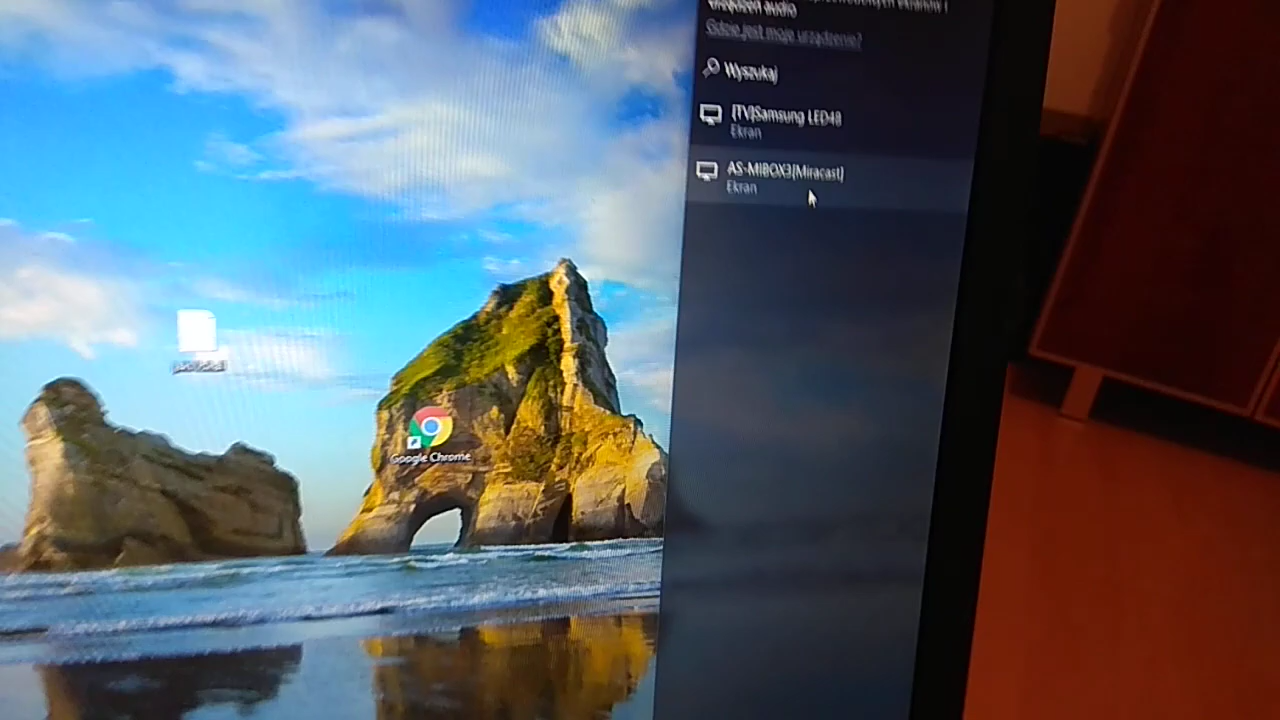 urządzeń audio
Gdzie jest moje urządzenie?
Wyszukaj
[TV]Samsung LED48
Ekran
AS-MIBOX3[Miracast]
Ekran
Google Chrome